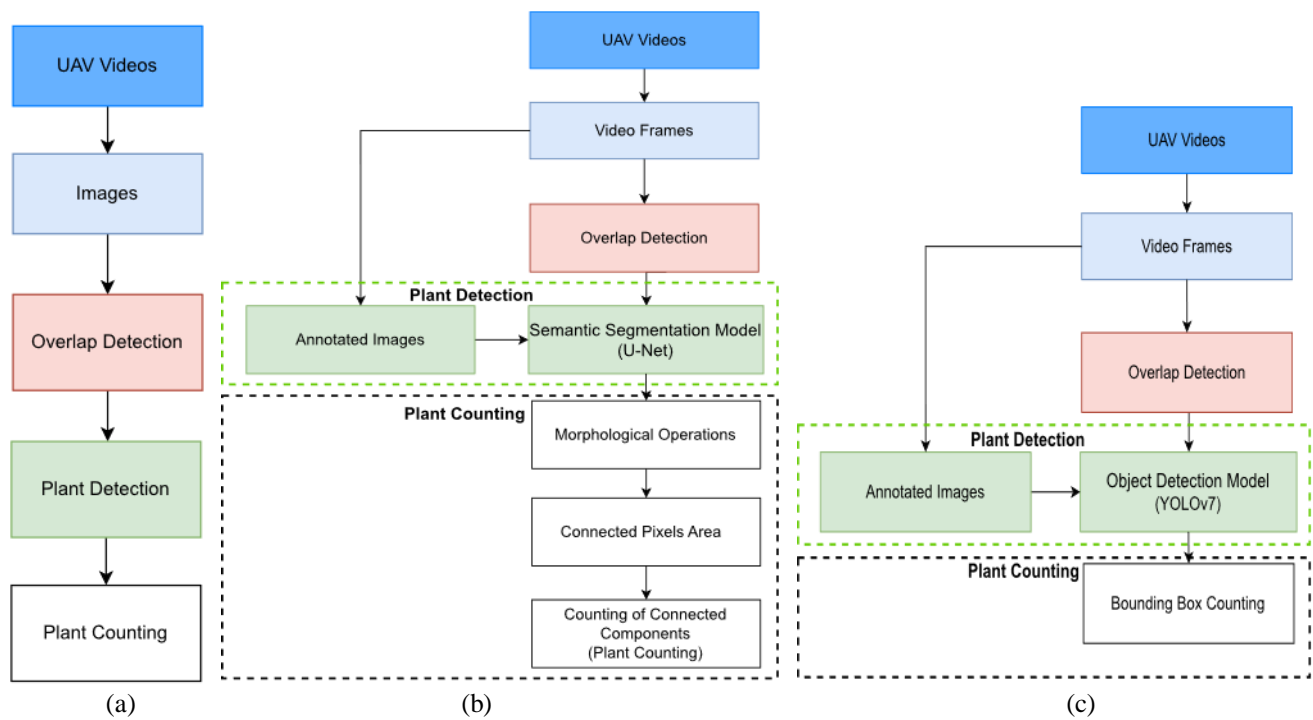 UAV Videos
Images
Overlap Detection
Plant Detection
Plant Counting
(a)
UAV Videos
Video Frames
Overlap Detection
Plant Detection
Annotated Images
Semantic Segmentation Model
(U-Net)
Plant Counting
Morphological Operations
Connected Pixels Area
Counting of Connected
Components
(Plant Counting)
(b)
UAV Videos
Video Frames
Overlap Detection
Plant Detection
Annotated Images
Object Detection Model
(YOLOv7)
Plant Counting
Bounding Box Counting
(c)